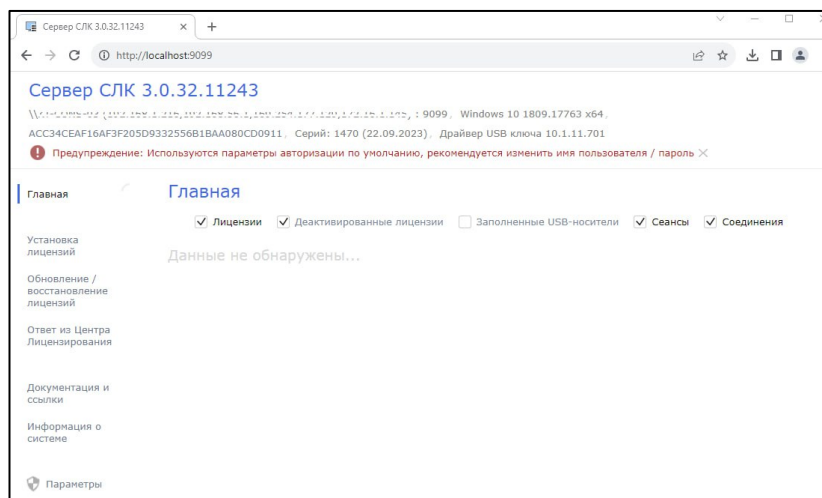 Сервер СЛК 3.0.32.11243
http://localhost:9099
Сервер СЛК 3.0.32.11243
: 9099, Windows 10 1809.17763 x64,
ACC34CEAF16AF3F205D9332556B1BAA080CD0911, Серий: 1470 (22.09.2023), Драйвер USB ключа 10.1.11.701
Предупреждение: Используются параметры авторизации по умолчанию, рекомендуется изменить имя пользователя / пароль
Главная
Установка
лицензий
Обновление /
восстановление
лицензий
Ответ из Центра
Лицензирования
Документация и
ссылки
Информация о
системе
Параметры
Главная
Лицензии Деактивированные лицензии Заполненные USB-носители Сеансы Соединения
Данные не обнаружены...